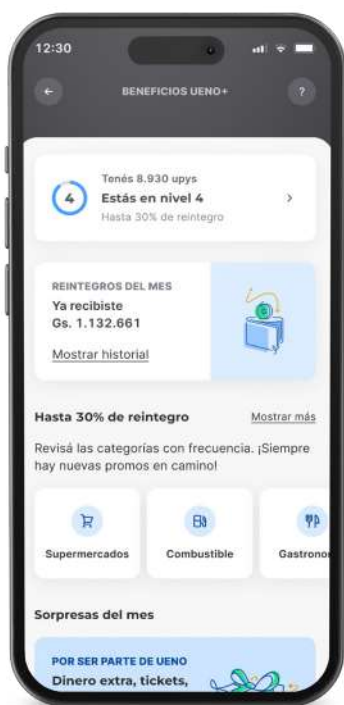 12:30
BENEFICIOS UENO+
?
4
Tenés 8.930 upys
Estás en nivel 4
Hasta 30% de reintegro
REINTEGROS DEL MES
Ya recibiste
Gs. 1.132.661
Mostrar historial
Hasta 30% de reintegro
Mostrar más
Revisá las categorías con frecuencia. ¡Siempre
hay nuevas promos en camino!
Supermercados
Combustible
Gastrono
Sorpresas del mes
POR SER PARTE DE UENO
Dinero extra, tickets,